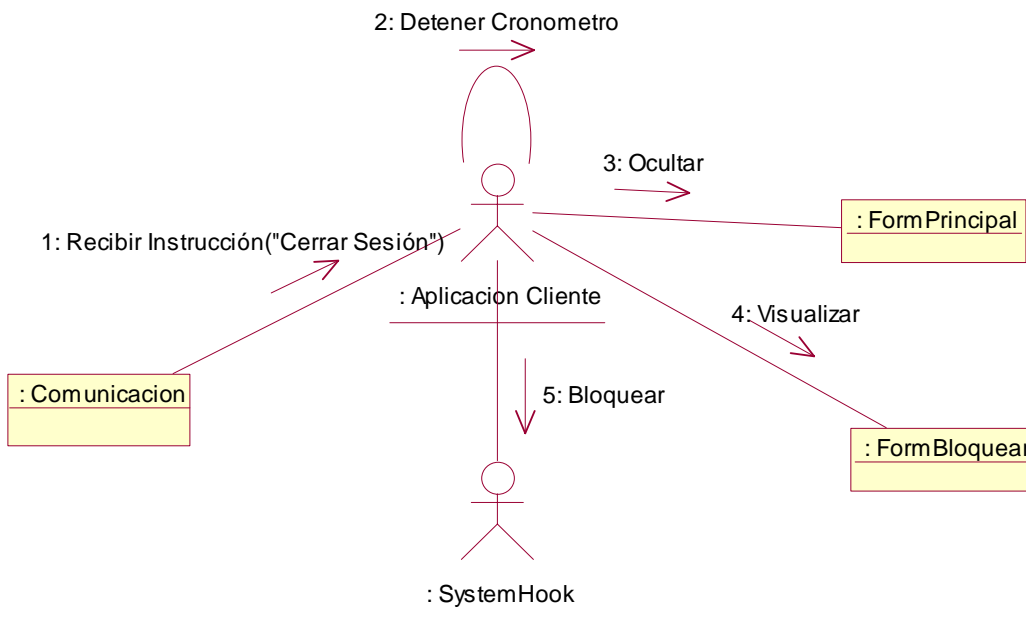 2: Detener Cronometro
3: Ocultar
: FormPrincipal
1: Recibir Instrucción("Cerrar Sesión")
: Aplicacion Cliente
4: Visualizar
: Comunicacion
5: Bloquear
: FormBloquear
: SystemHook